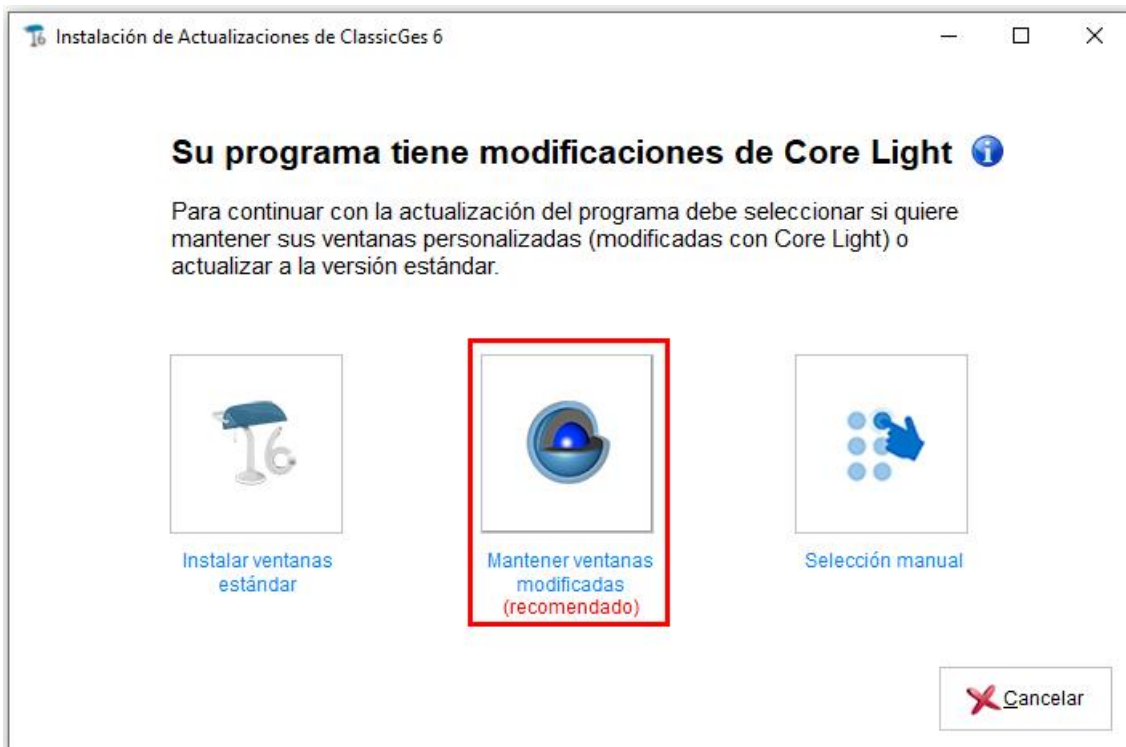 Instalación de Actualizaciones de ClassicGes 6
Su programa tiene modificaciones de Core Light
Para continuar con la actualización del programa debe seleccionar si quiere
mantener sus ventanas personalizadas (modificadas con Core Light) o
actualizar a la versión estándar.
Instalar ventanas
estándar
Mantener ventanas
modificadas
(recomendado)
Selección manual
Cancelar